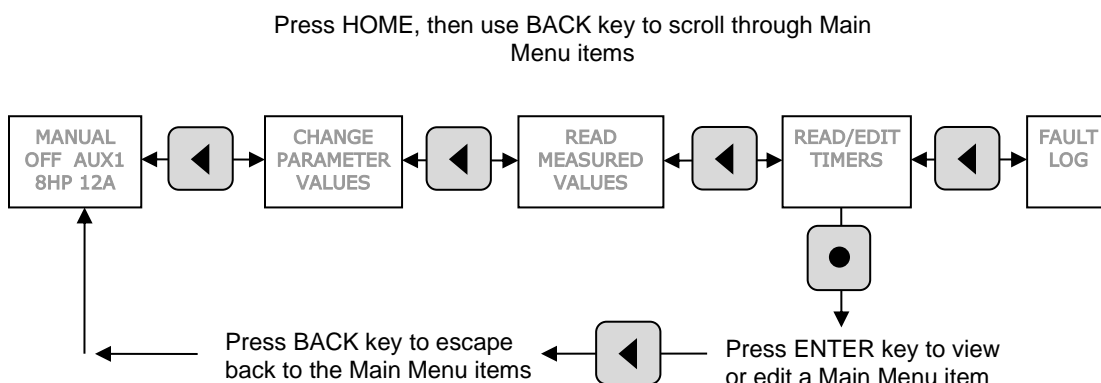 Press HOME, then use BACK key to scroll through Main
Menu items
MANUAL
OFF AUX1
8HP 12A
CHANGE
PARAMETER
VALUES
READ
MEASURED
VALUES
READ/EDIT
TIMERS
FAULT
LOG
Press BACK key to escape
back to the Main Menu items
Press ENTER key to view
or edit a Main Menu item